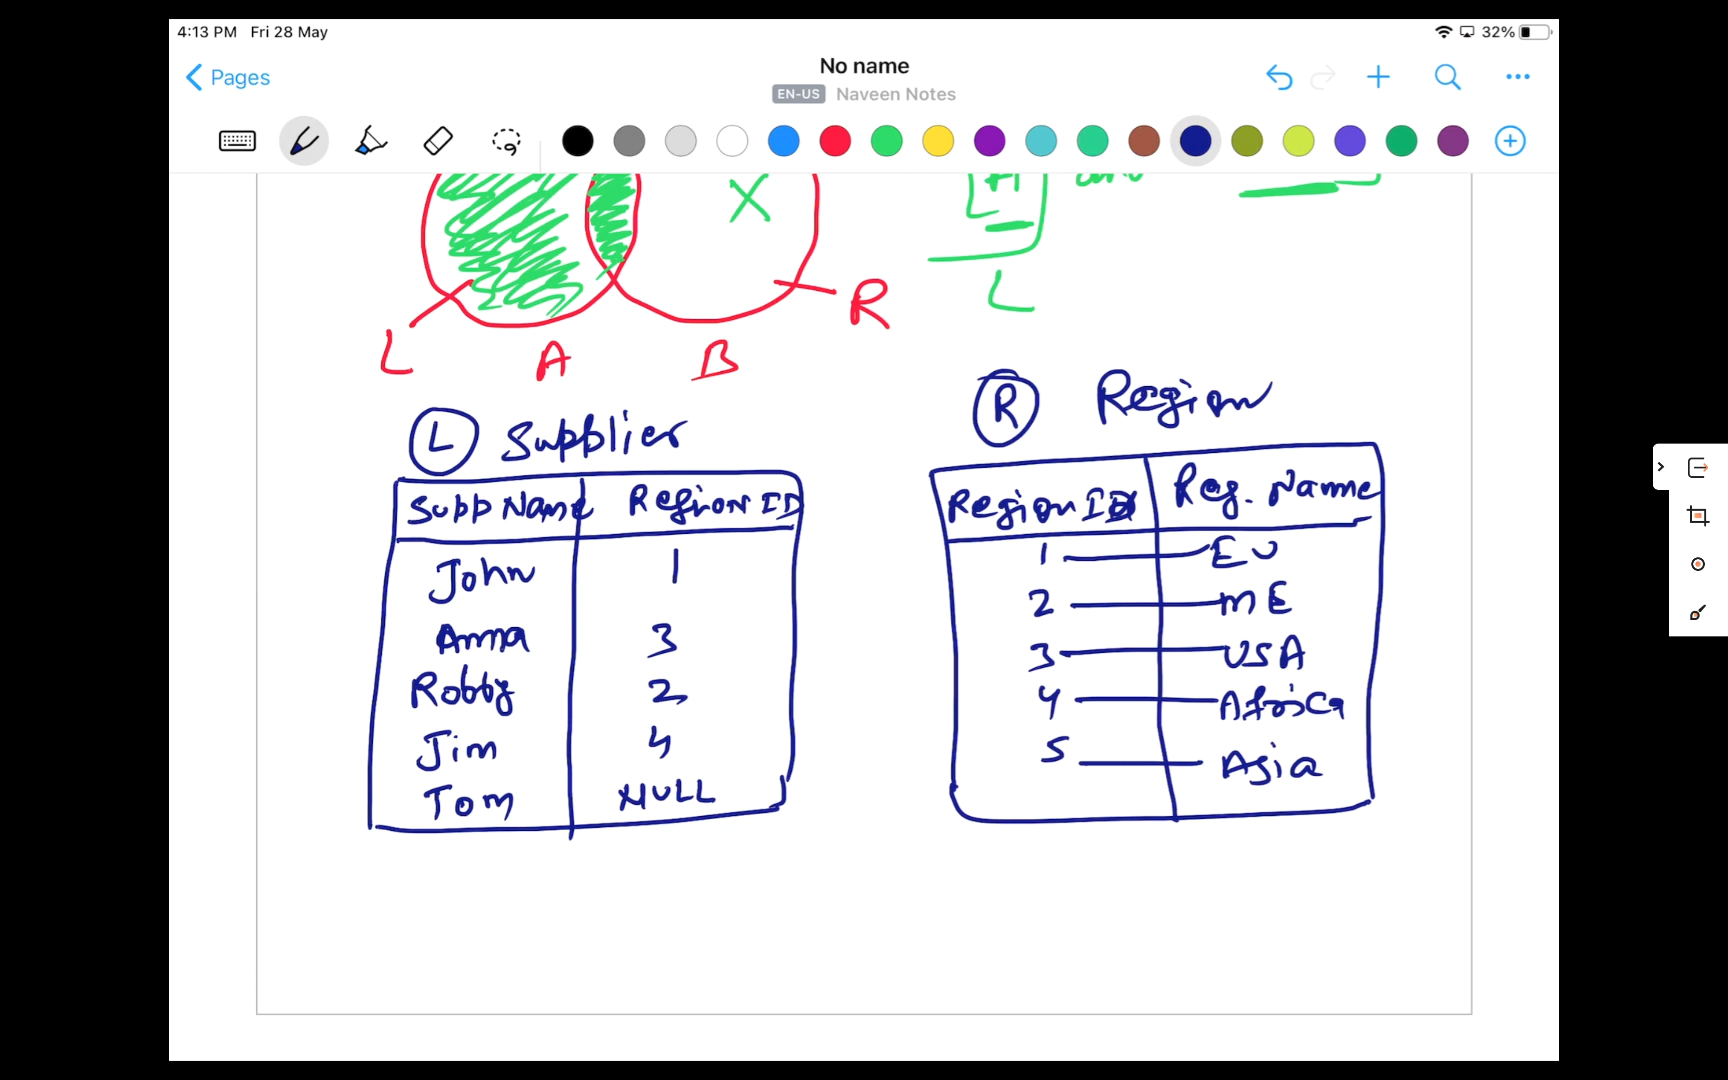 4:13 PM Fri 28 May
32%
Pages
No name
EN-US Naveen Notes
X
L
R
L
A
B
L Supplier
R Region
Supp Name Region ID
John 1
Anna 3
Robby 2
Jim 4
Tom NULL
Region ID Reg. Name
1 EU
2 ME
3 USA
4 Africa
5 Asia